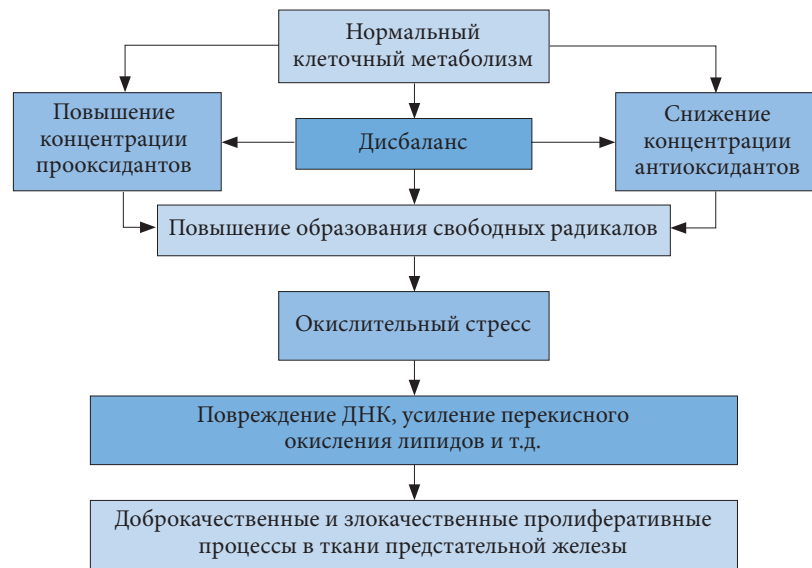 Нормальный
клеточный метаболизм
Повышение
концентрации
прооксидантов
Дисбаланс
Снижение
концентрации
антиоксидантов
Повышение образования свободных радикалов
Окислительный стресс
Повреждение ДНК, усиление перекисного
окисления липидов и т.д.
Доброкачественные и злокачественные пролиферативные
процессы в ткани предстательной железы